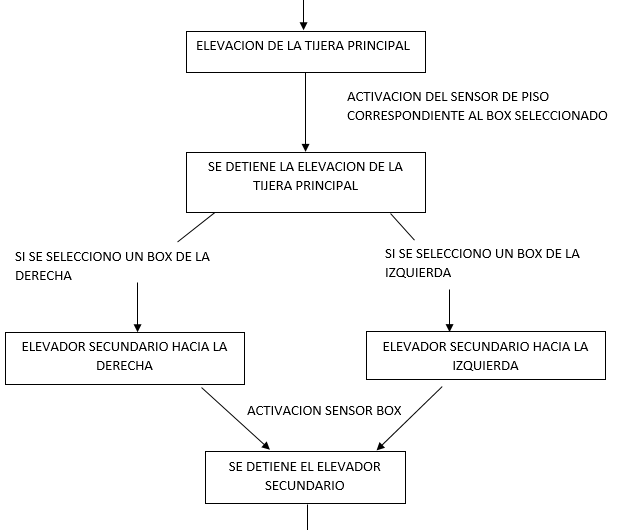 ELEVACION DE LA TIJERA PRINCIPAL
ACTIVACION DEL SENSOR DE PISO
CORRESPONDIENTE AL BOX SELECCIONADO
SE DETIENE LA ELEVACION DE LA
TIJERA PRINCIPAL
SI SE SELECCIONO UN BOX DE LA
DERECHA
SI SE SELECCIONO UN BOX DE LA
IZQUIERDA
ELEVADOR SECUNDARIO HACIA LA
DERECHA
ELEVADOR SECUNDARIO HACIA LA
IZQUIERDA
ACTIVACION SENSOR BOX
SE DETIENE EL ELEVADOR
SECUNDARIO